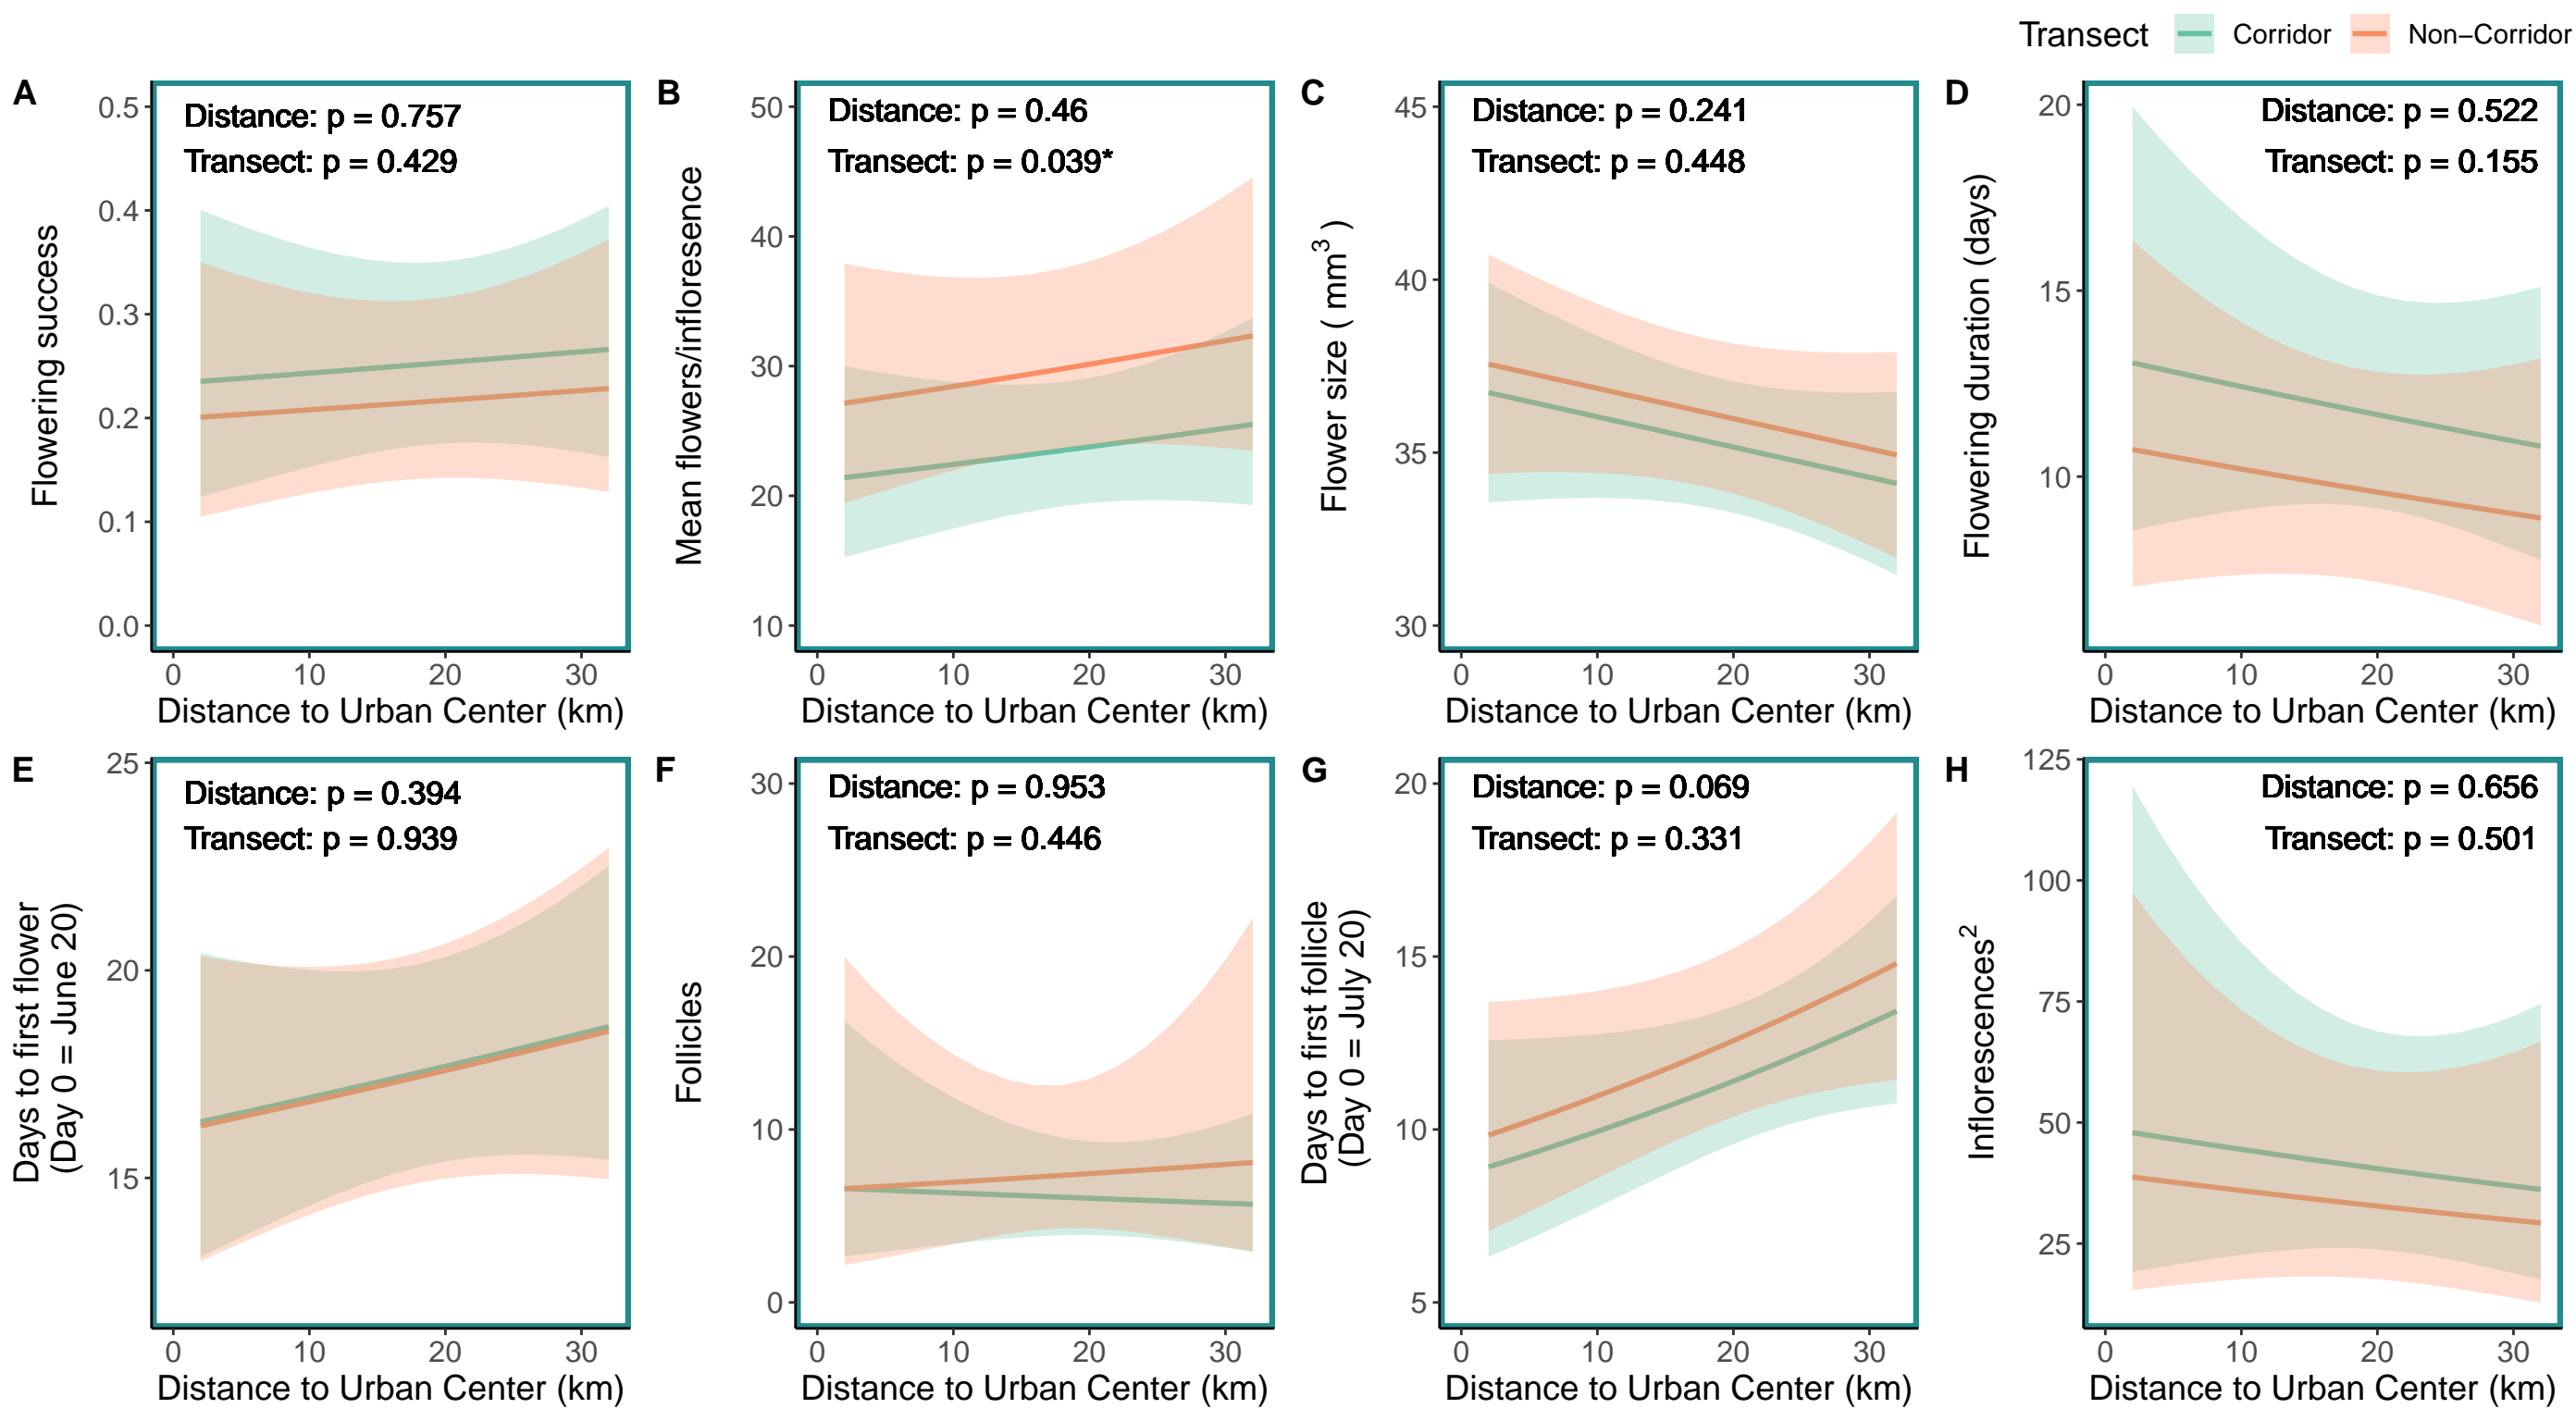 Transect Corridor Non-Corridor
A
Distance: p = 0.757
Transect: p = 0.429
Flowering success
0.5
0.4
0.3
0.2
0.1
0.0
0 10 20 30
Distance to Urban Center (km)
B
Distance: p = 0.46
Transect: p = 0.039*
Mean flowers/infloresence
50
40
30
20
10
0 10 20 30
Distance to Urban Center (km)
C
Distance: p = 0.241
Transect: p = 0.448
Flower size ( mm³ )
45
40
35
30
0 10 20 30
Distance to Urban Center (km)
D
Distance: p = 0.522
Transect: p = 0.155
Flowering duration (days)
20
15
10
0 10 20 30
Distance to Urban Center (km)
E
Distance: p = 0.394
Transect: p = 0.939
Days to first flower
(Day 0 = June 20)
25
20
15
0 10 20 30
Distance to Urban Center (km)
F
Distance: p = 0.953
Transect: p = 0.446
Follicles
30
20
10
0
0 10 20 30
Distance to Urban Center (km)
G
Distance: p = 0.069
Transect: p = 0.331
Days to first follicle
(Day 0 = July 20)
20
15
10
5
0 10 20 30
Distance to Urban Center (km)
H
Distance: p = 0.656
Transect: p = 0.501
Inflorescences²
125
100
75
50
25
0 10 20 30
Distance to Urban Center (km)